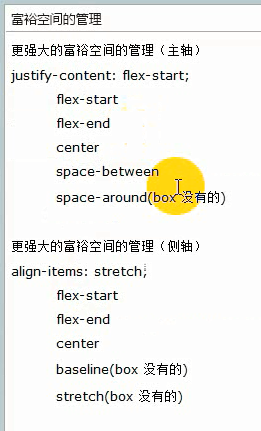 富裕空间的管理
更强大的富裕空间的管理（主轴）
justify-content: flex-start;
flex-start
flex-end
center
space-between
space-around(box 没有的)
更强大的富裕空间的管理（侧轴）
align-items: stretch;
flex-start
flex-end
center
baseline(box 没有的)
stretch(box 没有的)